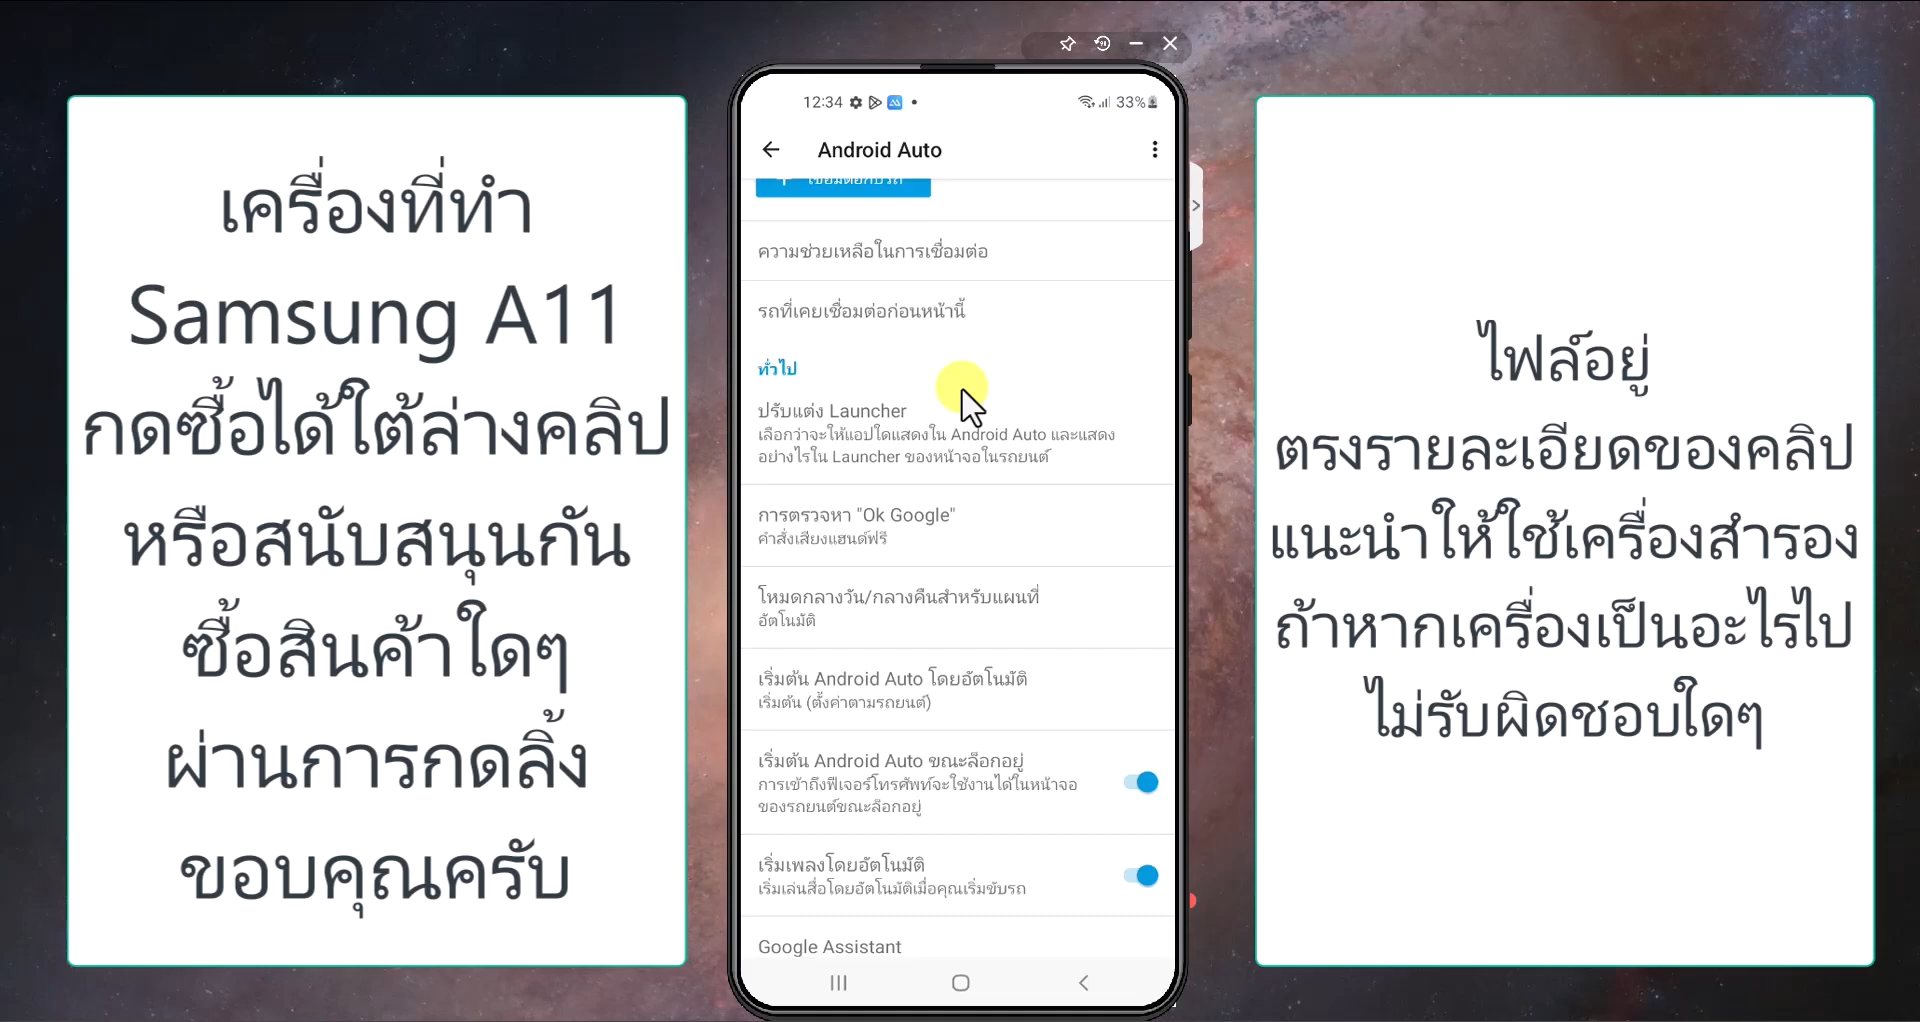 เครื่องที่ทำ
Samsung A11
กดซื้อได้ใต้ล่างคลิป
หรือสนับสนุนกัน
ซื้อสินค้าใดๆ
ผ่านการกดลิ้ง
ขอบคุณครับ
12:34
33%
Android Auto
+ เชื่อมต่อกับรถ
ความช่วยเหลือในการเชื่อมต่อ
รถที่เคยเชื่อมต่อก่อนหน้านี้
ทั่วไป
ปรับแต่ง Launcher
เลือกว่าจะให้แอปใดแสดงใน Android Auto และแสดง
อย่างไรใน Launcher ของหน้าจอในรถยนต์
การตรวจหา "Ok Google"
คำสั่งเสียงแฮนด์ฟรี
โหมดกลางวัน/กลางคืนสำหรับแผนที่
อัตโนมัติ
เริ่มต้น Android Auto โดยอัตโนมัติ
เริ่มต้น (ตั้งค่าตามรถยนต์)
เริ่มต้น Android Auto ขณะล็อกอยู่
การเข้าถึงฟีเจอร์โทรศัพท์จะใช้งานได้ในหน้าจอ
ของรถยนต์ขณะล็อกอยู่
เริ่มเพลงโดยอัตโนมัติ
เริ่มเล่นสื่อโดยอัตโนมัติเมื่อคุณเริ่มขับรถ
Google Assistant
ไฟล์อยู่
ตรงรายละเอียดของคลิป
แนะนำให้ใช้เครื่องสำรอง
ถ้าหากเครื่องเป็นอะไรไป
ไม่รับผิดชอบใดๆ